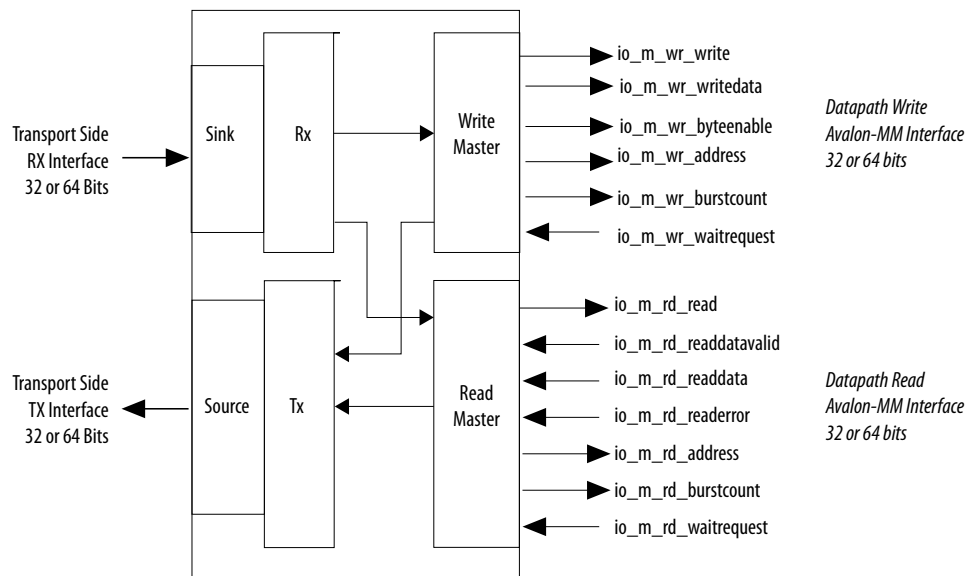 Transport Side
RX Interface
32 or 64 Bits
Sink
Rx
Write
Master
io_m_wr_write
io_m_wr_writedata
io_m_wr_byteenable
io_m_wr_address
io_m_wr_burstcount
io_m_wr_waitrequest
Datapath Write
Avalon-MM Interface
32 or 64 bits
Transport Side
TX Interface
32 or 64 Bits
Source
Tx
Read
Master
io_m_rd_read
io_m_rd_readdatavalid
io_m_rd_readdata
io_m_rd_readerror
io_m_rd_address
io_m_rd_burstcount
io_m_rd_waitrequest
Datapath Read
Avalon-MM Interface
32 or 64 bits